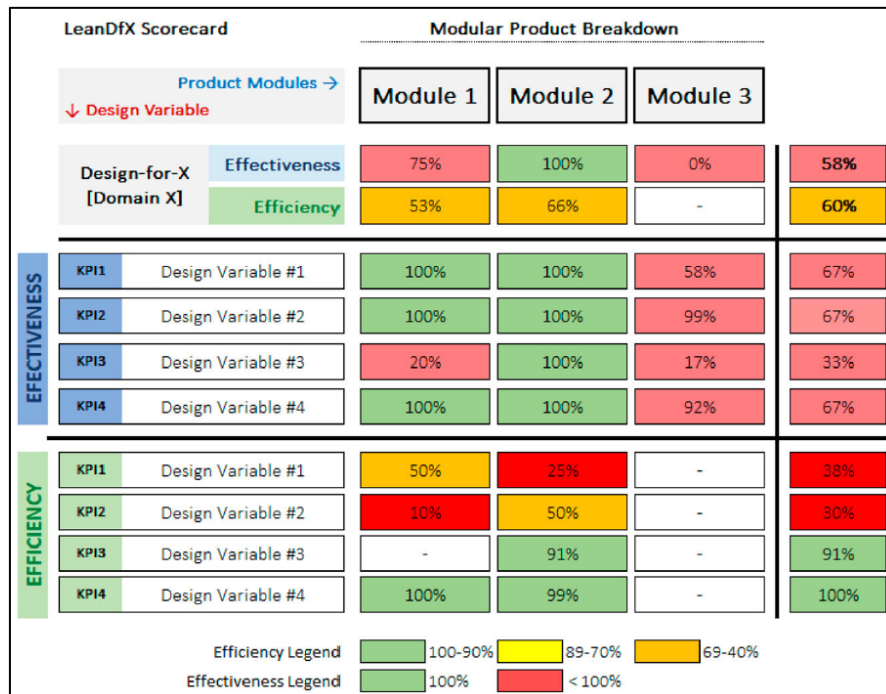 LeanDfX Scorecard Modular Product Breakdown
Product Modules →
↓ Design Variable
Module 1 Module 2 Module 3
Design-for-X [Domain X]
Effectiveness 75% 100% 0% 58%
Efficiency 53% 66% - 60%
EFFECTIVENESS
KPI1 Design Variable #1 100% 100% 58% 67%
KPI2 Design Variable #2 100% 100% 99% 67%
KPI3 Design Variable #3 20% 100% 17% 33%
KPI4 Design Variable #4 100% 100% 92% 67%
EFFICIENCY
KPI1 Design Variable #1 50% 25% - 38%
KPI2 Design Variable #2 10% 50% - 30%
KPI3 Design Variable #3 - 91% - 91%
KPI4 Design Variable #4 100% 99% - 100%
Efficiency Legend 100-90% 89-70% 69-40%
Effectiveness Legend 100% < 100%